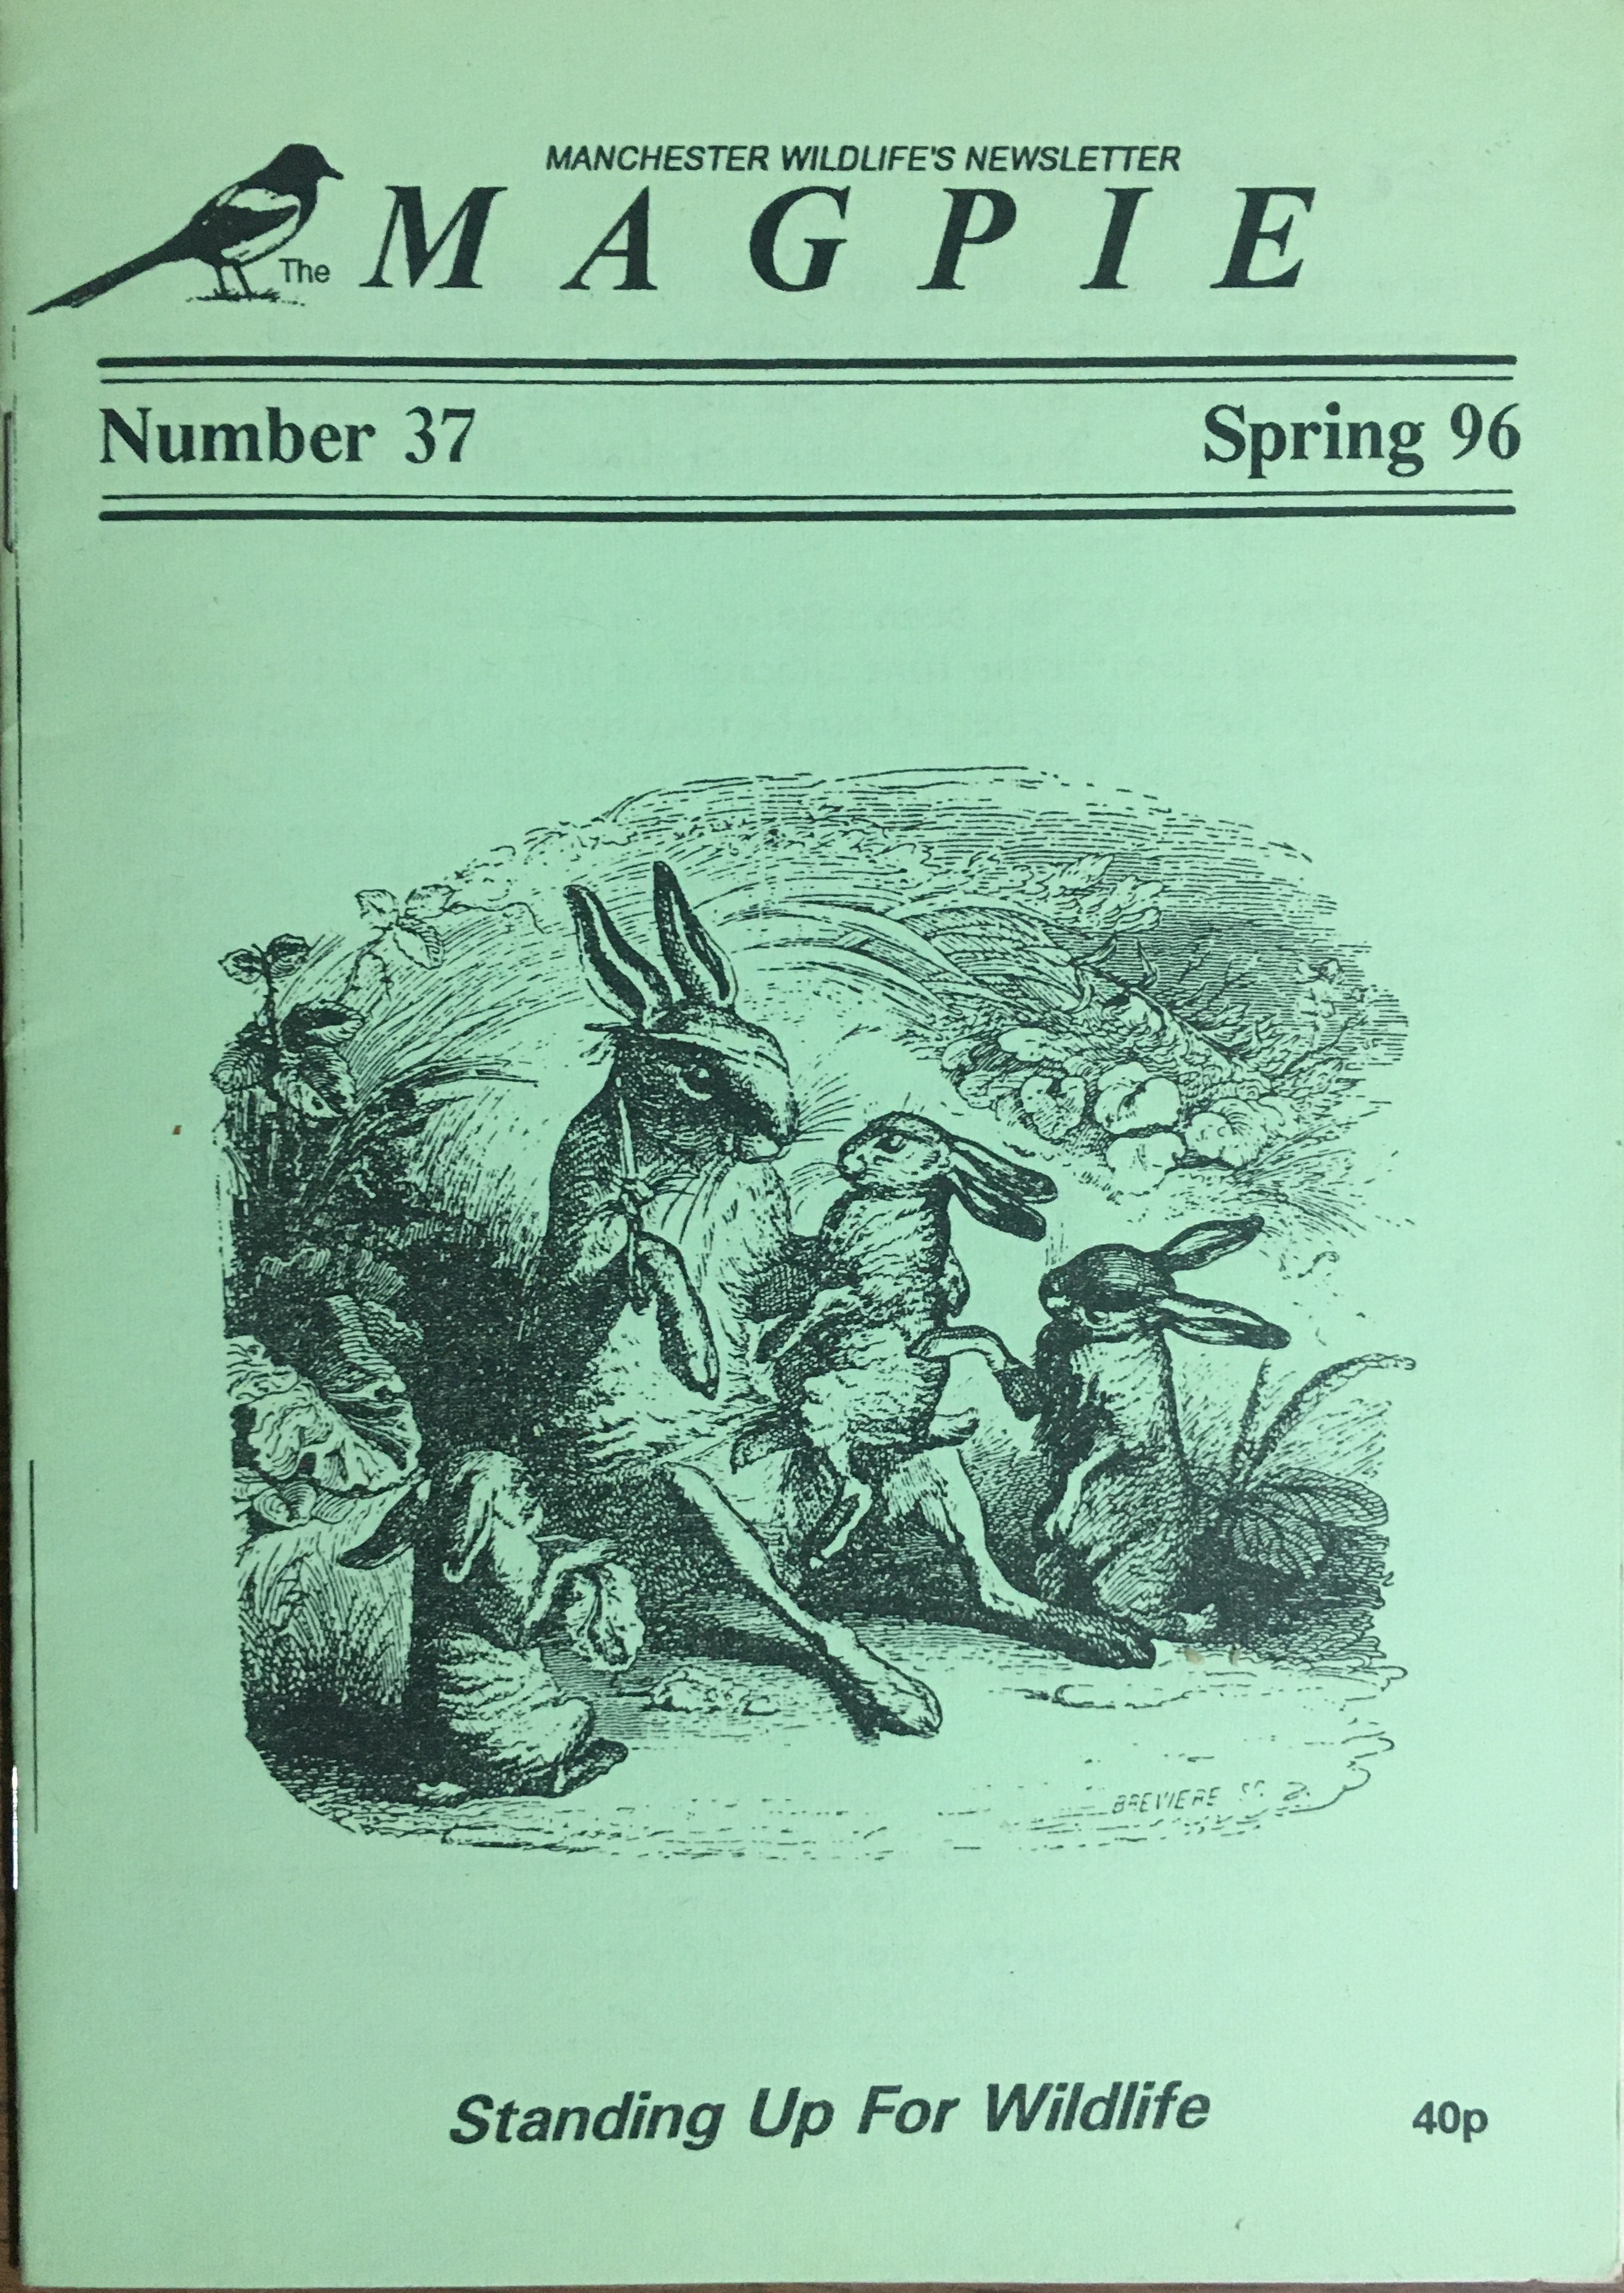 MANCHESTER WILDLIFE'S NEWSLETTER
The MAGPIE
Number 37 Spring 96
BREVIERE SC
Standing Up For Wildlife 40p